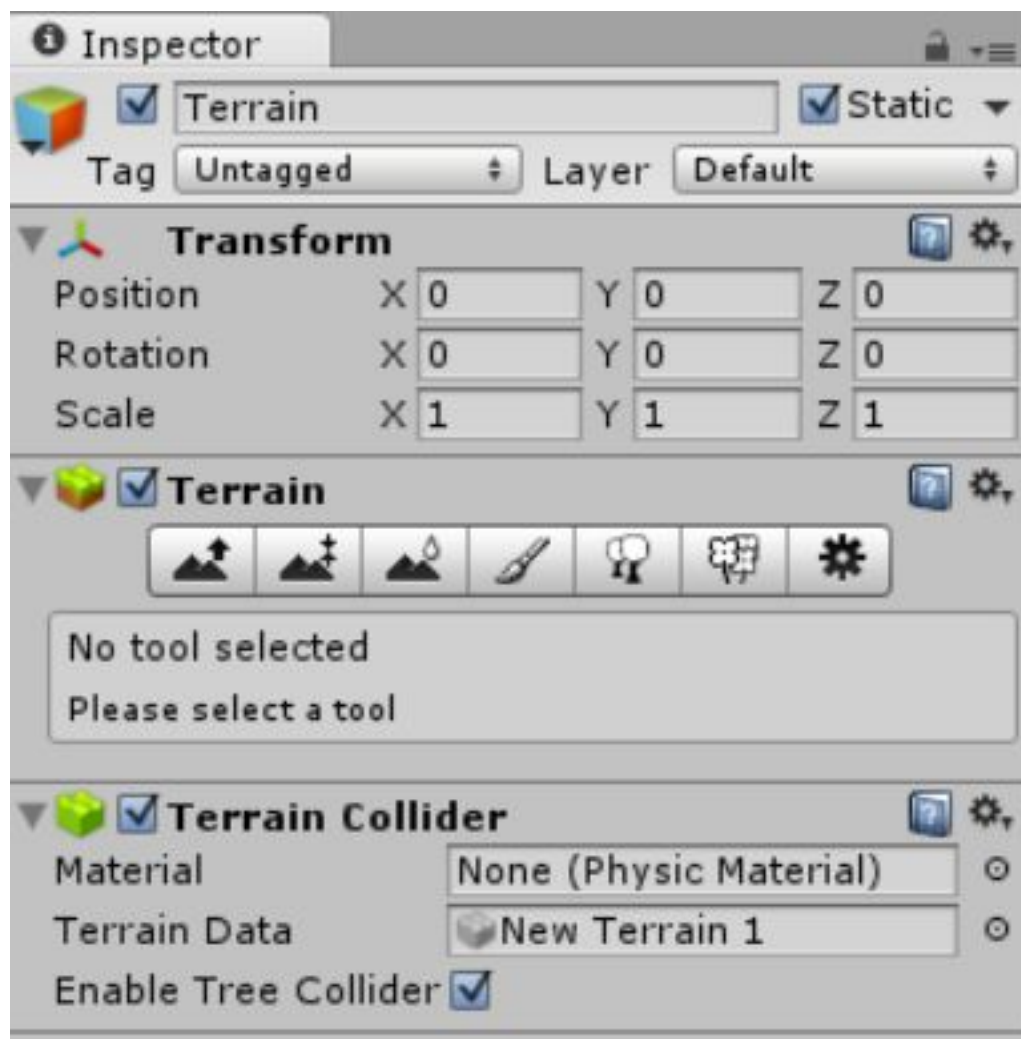 Inspector
Terrain Static
Tag Untagged Layer Default
Transform
Position X 0 Y 0 Z 0
Rotation X 0 Y 0 Z 0
Scale X 1 Y 1 Z 1
Terrain
No tool selected
Please select a tool
Terrain Collider
Material None (Physic Material)
Terrain Data New Terrain 1
Enable Tree Collider